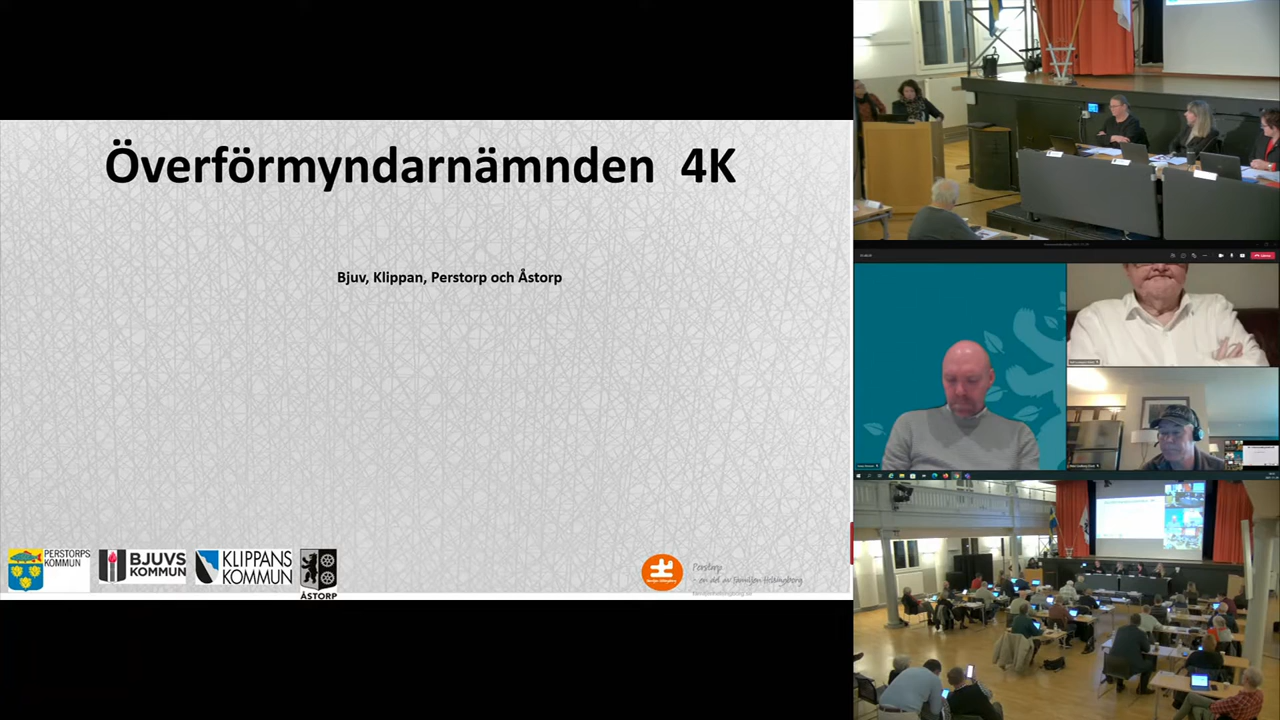 Överförmyndarnämnden 4K
Bjuv, Klippan, Perstorp och Åstorp
PERSTORPS
KOMMUN
BJUVS
KOMMUN
KLIPPANS
KOMMUN
ÅSTORP
Perstorp
- en del av Familjen Helsingborg